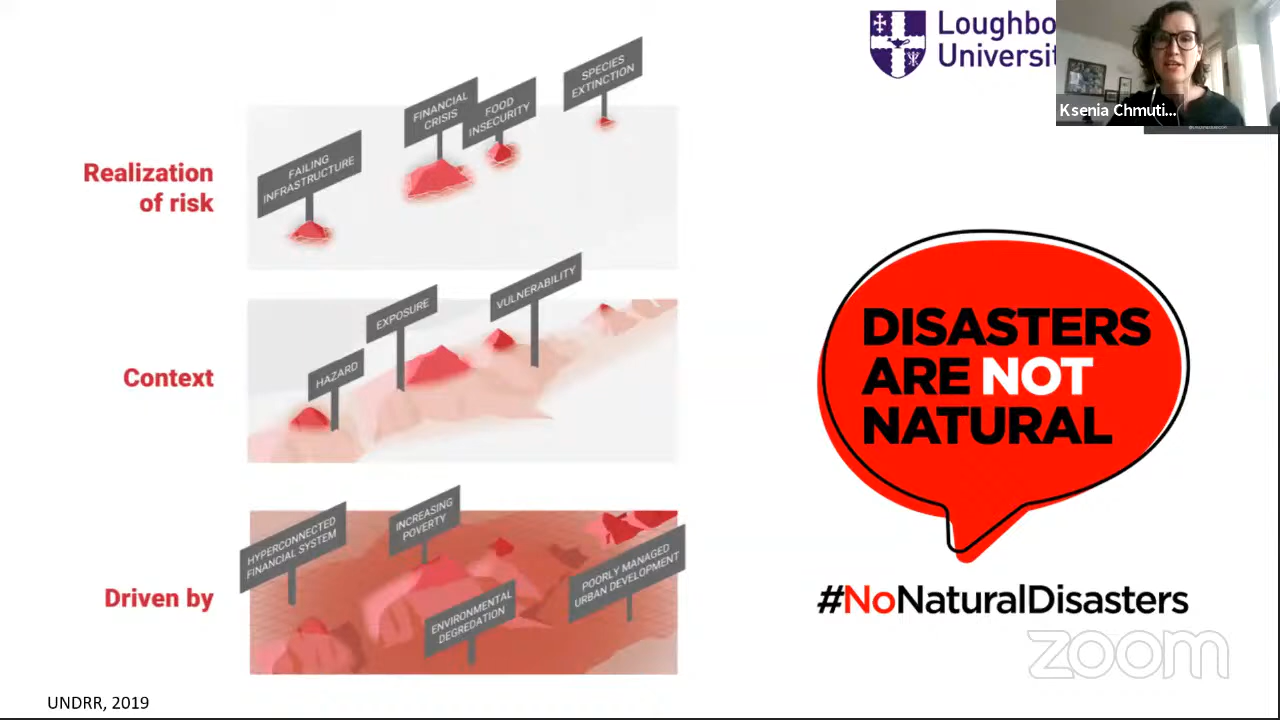 Loughbo
Universit
Ksenia Chmuti...
Realization
of risk
FAILING
INFRASTRUCTURE
FINANCIAL
CRISIS
FOOD
INSECURITY
SPECIES
EXTINCTION
Context
HAZARD
EXPOSURE
VULNERABILITY
Driven by
HYPERCONNECTED
FINANCIAL SYSTEM
INCREASING
POVERTY
ENVIRONMENTAL
DEGREDATION
POORLY MANAGED
URBAN DEVELOPMENT
DISASTERS
ARE NOT
NATURAL
#NoNaturalDisasters
zoom
UNDRR, 2019